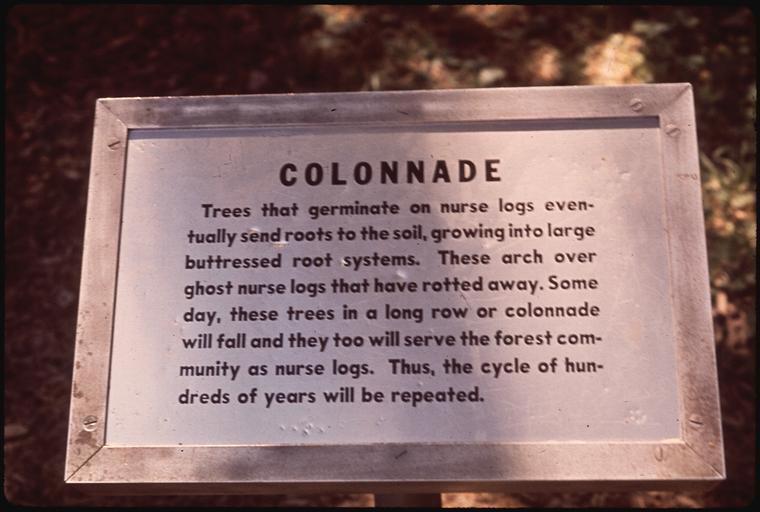 COLONNADE
Trees that germinate on nurse logs even-
tually send roots to the soil, growing into large
buttressed root systems. These arch over
ghost nurse logs that have rotted away. Some
day, these trees in a long row or colonnade
will fall and they too will serve the forest com-
munity as nurse logs. Thus, the cycle of hun-
dreds of years will be repeated.